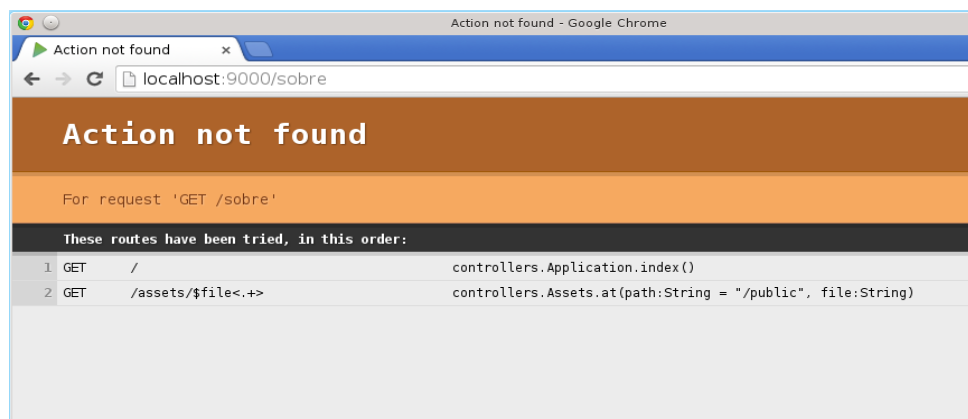 Action not found - Google Chrome
Action not found ×
localhost:9000/sobre
Action not found
For request 'GET /sobre'
These routes have been tried, in this order:
1 GET / controllers.Application.index()
2 GET /assets/$file<.+> controllers.Assets.at(path:String = "/public", file:String)